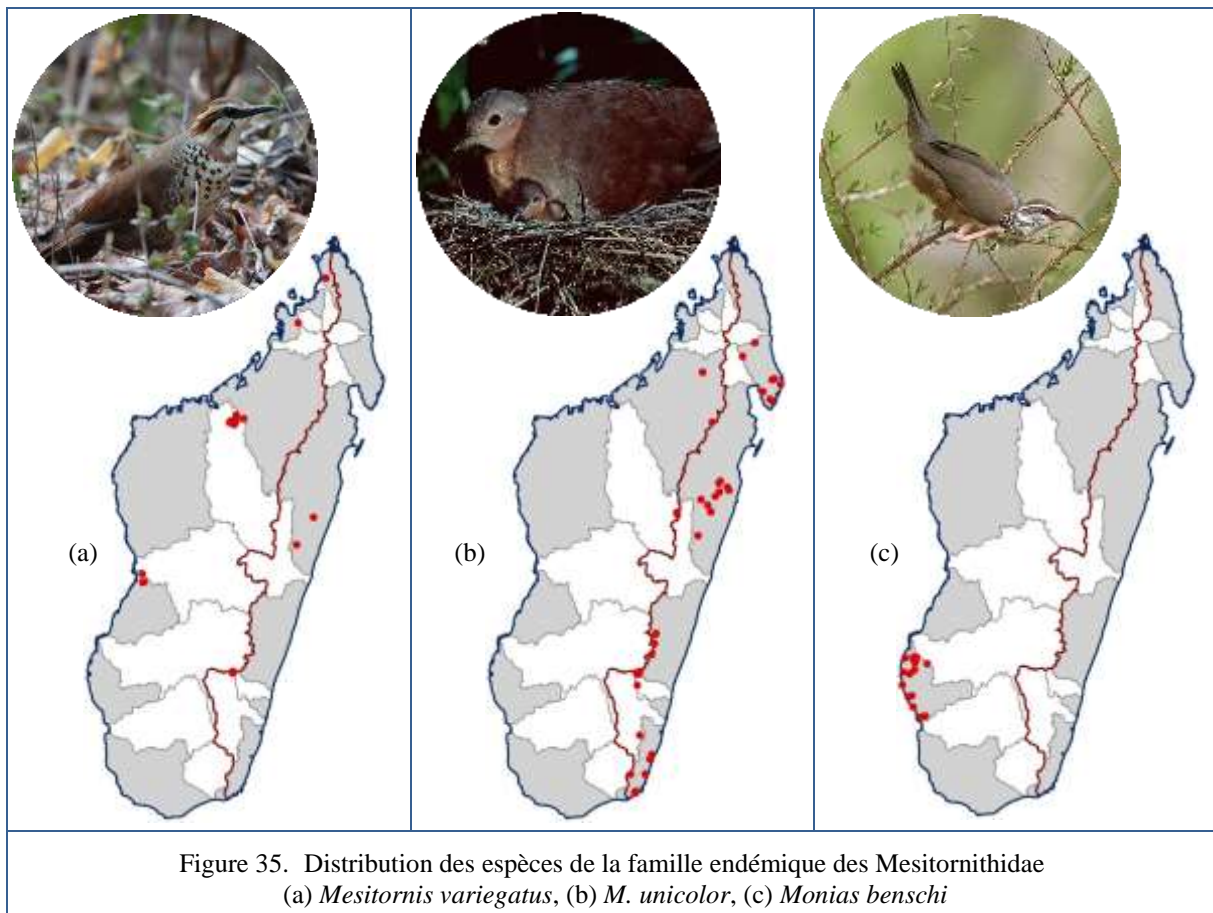 (a)
(b)
(c)
Figure 35. Distribution des espèces de la famille endémique des Mesitornithidae
(a) Mesitornis variegatus, (b) M. unicolor, (c) Monias benschi